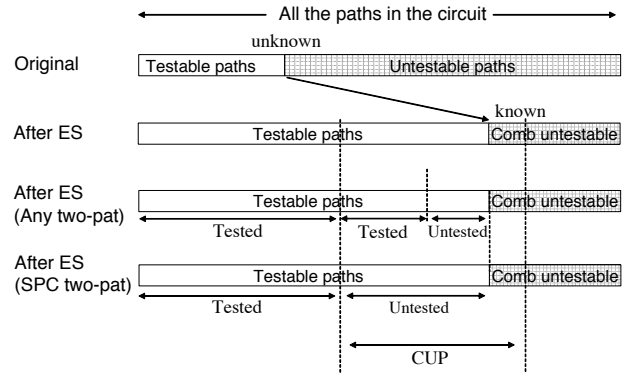 All the paths in the circuit
unknown
Original
Testable paths
Untestable paths
known
After ES
Testable paths
Comb untestable
After ES
(Any two-pat)
Testable paths
Comb untestable
Tested
Tested
Untested
After ES
(SPC two-pat)
Testable paths
Comb untestable
Tested
Untested
CUP